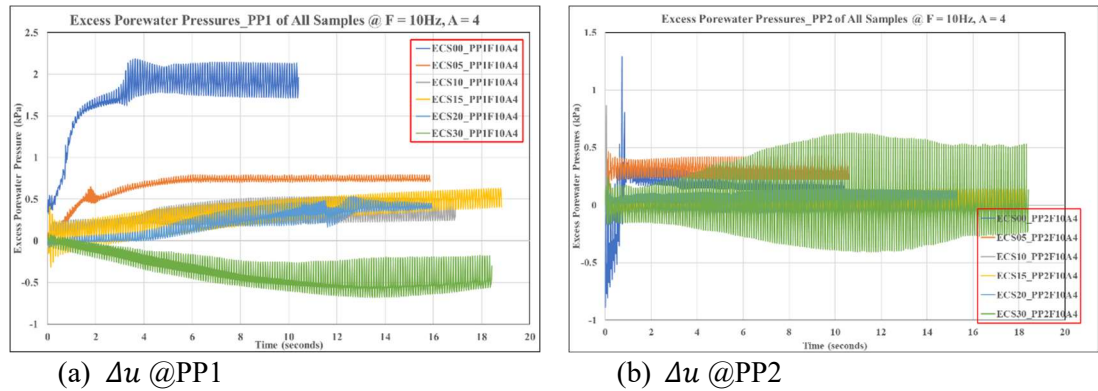 Excess Porewater Pressures_PP1 of All Samples @ F = 10Hz, A = 4
2.5
2
1.5
1
0.5
0
-0.5
-1
0 2 4 6 8 10 12 14 16 18 20
Excess Porewater Pressure (kPa)
Time (seconds)
ECS00_PP1F10A4
ECS05_PP1F10A4
ECS10_PP1F10A4
ECS15_PP1F10A4
ECS20_PP1F10A4
ECS30_PP1F10A4
(a) Δu @PP1
Excess Porewater Pressures_PP2 of All Samples @ F = 10Hz, A = 4
1.5
1
0.5
0
-0.5
-1
0 2 4 6 8 10 12 14 16 18 20
Excess Porewater Pressure (kPa)
Time (seconds)
ECS00_PP2F10A4
ECS05_PP2F10A4
ECS10_PP2F10A4
ECS15_PP2F10A4
ECS20_PP2F10A4
ECS30_PP2F10A4
(b) Δu @PP2